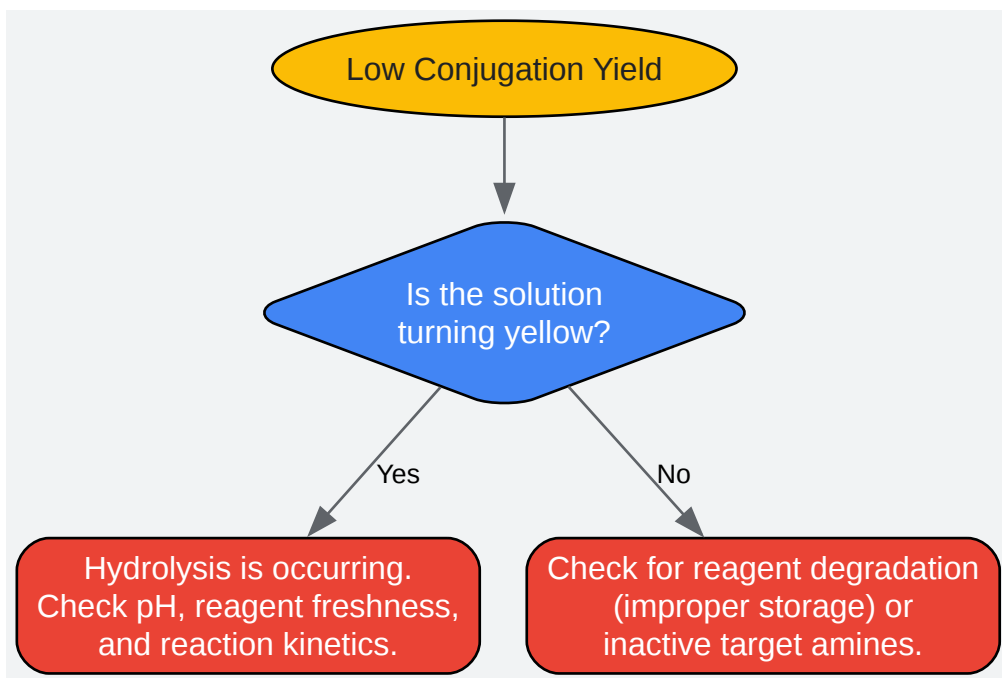 Low Conjugation Yield
Is the solution
turning yellow?
Yes
No
Hydrolysis is occurring.
Check pH, reagent freshness,
and reaction kinetics.
Check for reagent degradation
(improper storage) or
inactive target amines.